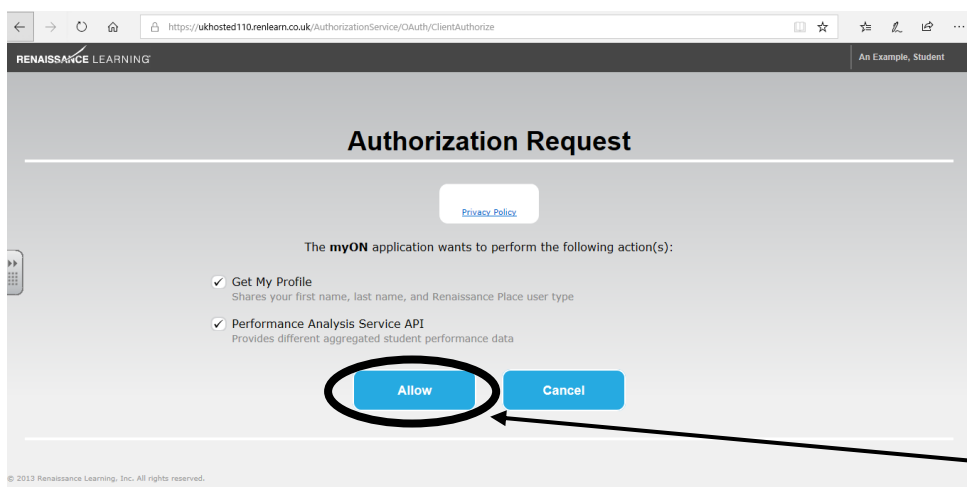 https://ukhosted110.renlearn.co.uk/AuthorizationService/OAuth/ClientAuthorize
RENAISSANCE LEARNING®
An Example, Student
Authorization Request
Privacy Policy
The myON application wants to perform the following action(s):
Get My Profile
Shares your first name, last name, and Renaissance Place user type
Performance Analysis Service API
Provides different aggregated student performance data
Allow
Cancel
© 2013 Renaissance Learning, Inc. All rights reserved.